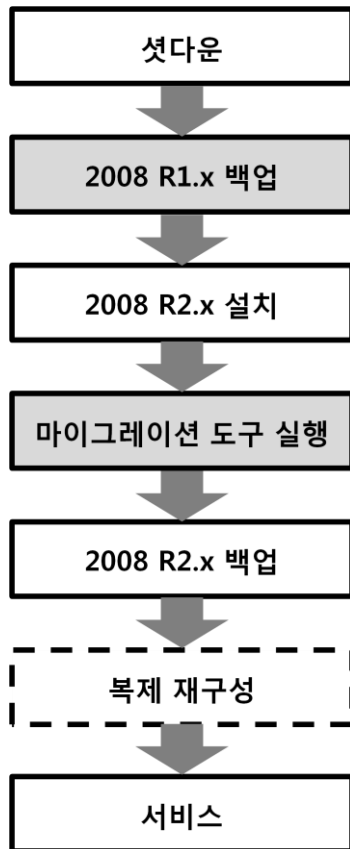 셧다운
2008 R1.x 백업
2008 R2.x 설치
마이그레이션 도구 실행
2008 R2.x 백업
복제 재구성
서비스